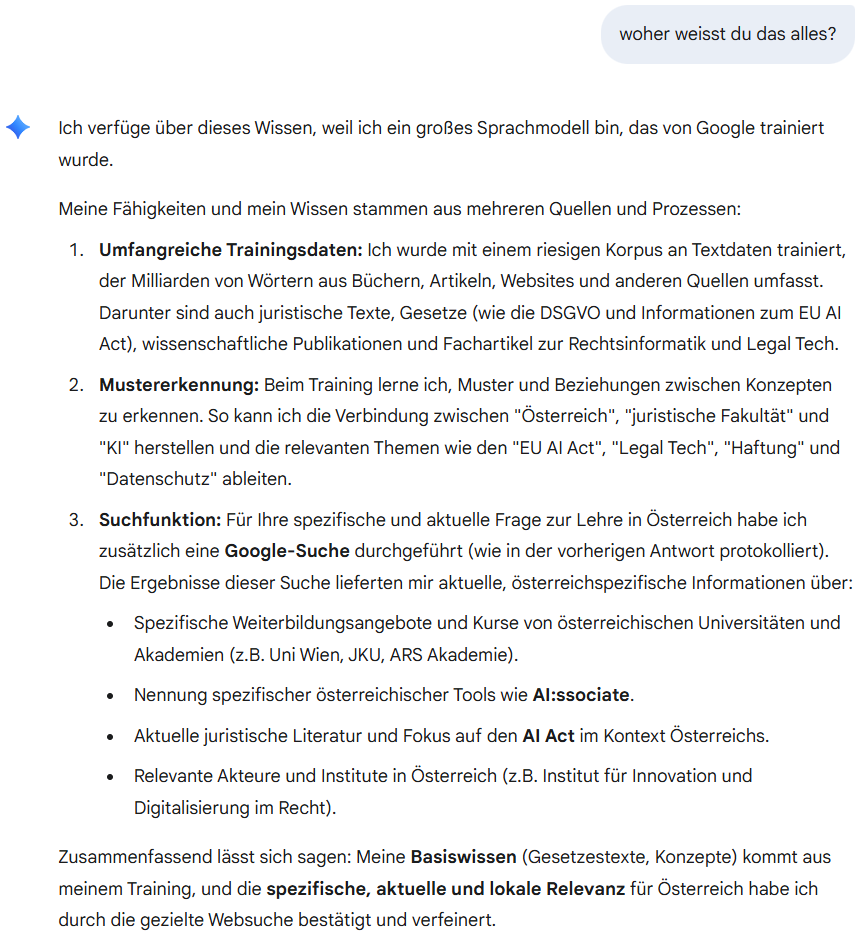 woher weisst du das alles?
Ich verfüge über dieses Wissen, weil ich ein großes Sprachmodell bin, das von Google trainiert
wurde.
Meine Fähigkeiten und mein Wissen stammen aus mehreren Quellen und Prozessen:
1. Umfangreiche Trainingsdaten: Ich wurde mit einem riesigen Korpus an Textdaten trainiert,
der Milliarden von Wörtern aus Büchern, Artikeln, Websites und anderen Quellen umfasst.
Darunter sind auch juristische Texte, Gesetze (wie die DSGVO und Informationen zum EU AI
Act), wissenschaftliche Publikationen und Fachartikel zur Rechtsinformatik und Legal Tech.
2. Mustererkennung: Beim Training lerne ich, Muster und Beziehungen zwischen Konzepten
zu erkennen. So kann ich die Verbindung zwischen "Österreich", "juristische Fakultät" und
"KI" herstellen und die relevanten Themen wie den "EU AI Act", "Legal Tech", "Haftung" und
"Datenschutz" ableiten.
3. Suchfunktion: Für Ihre spezifische und aktuelle Frage zur Lehre in Österreich habe ich
zusätzlich eine Google-Suche durchgeführt (wie in der vorherigen Antwort protokolliert).
Die Ergebnisse dieser Suche lieferten mir aktuelle, österreichspezifische Informationen über:
• Spezifische Weiterbildungsangebote und Kurse von österreichischen Universitäten und
Akademien (z.B. Uni Wien, JKU, ARS Akademie).
• Nennung spezifischer österreichischer Tools wie AI:ssociate.
• Aktuelle juristische Literatur und Fokus auf den AI Act im Kontext Österreichs.
• Relevante Akteure und Institute in Österreich (z.B. Institut für Innovation und
Digitalisierung im Recht).
Zusammenfassend lässt sich sagen: Meine Basiswissen (Gesetzestexte, Konzepte) kommt aus
meinem Training, und die spezifische, aktuelle und lokale Relevanz für Österreich habe ich
durch die gezielte Websuche bestätigt und verfeinert.